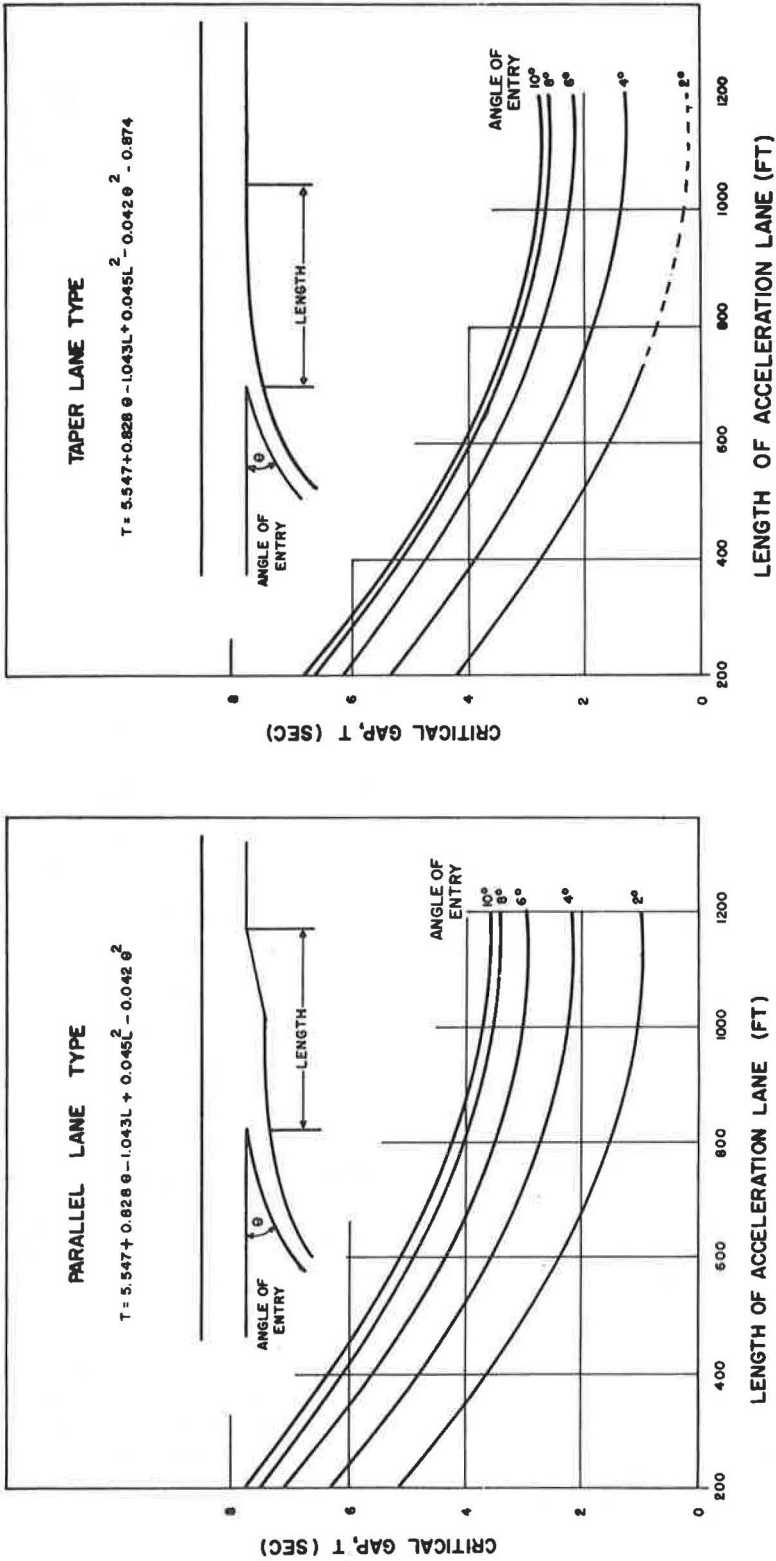 PARALLEL LANE TYPE
T = 5.547 + 0.828 θ - 1.043L + 0.045L² - 0.042 θ²
ANGLE OF
ENTRY
θ
LENGTH
ANGLE OF
ENTRY
10°
8°
6°
4°
2°
CRITICAL GAP, T (SEC)
8
6
4
2
0
200
400
600
800
1000
1200
LENGTH OF ACCELERATION LANE (FT)
TAPER LANE TYPE
T = 5.547 + 0.828 θ - 1.043L + 0.045L² - 0.042 θ² - 0.874
ANGLE OF
ENTRY
θ
LENGTH
ANGLE OF
ENTRY
10°
8°
6°
4°
2°
CRITICAL GAP, T (SEC)
8
6
4
2
0
200
400
600
800
1000
1200
LENGTH OF ACCELERATION LANE (FT)